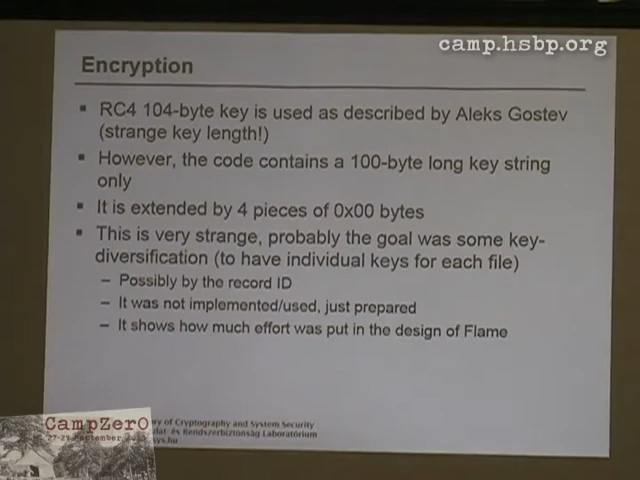 camp.hsbp.org
Encryption
▪ RC4 104-byte key is used as described by Aleks Gostev
(strange key length!)
▪ However, the code contains a 100-byte long key string
only
▪ It is extended by 4 pieces of 0x00 bytes
▪ This is very strange, probably the goal was some key-
diversification (to have individual keys for each file)
– Possibly by the record ID
– It was not implemented/used, just prepared
– It shows how much effort was put in the design of Flame
of Cryptography and System Security
és Rendszerbiztonság Laboratórium
CampZer0